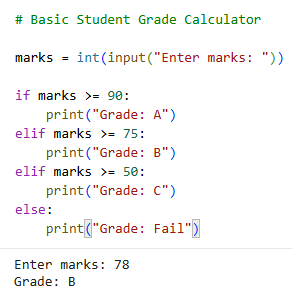 # Basic Student Grade Calculator
marks = int(input("Enter marks: "))
if marks >= 90:
    print("Grade: A")
elif marks >= 75:
    print("Grade: B")
elif marks >= 50:
    print("Grade: C")
else:
    print("Grade: Fail")
Enter marks: 78
Grade: B